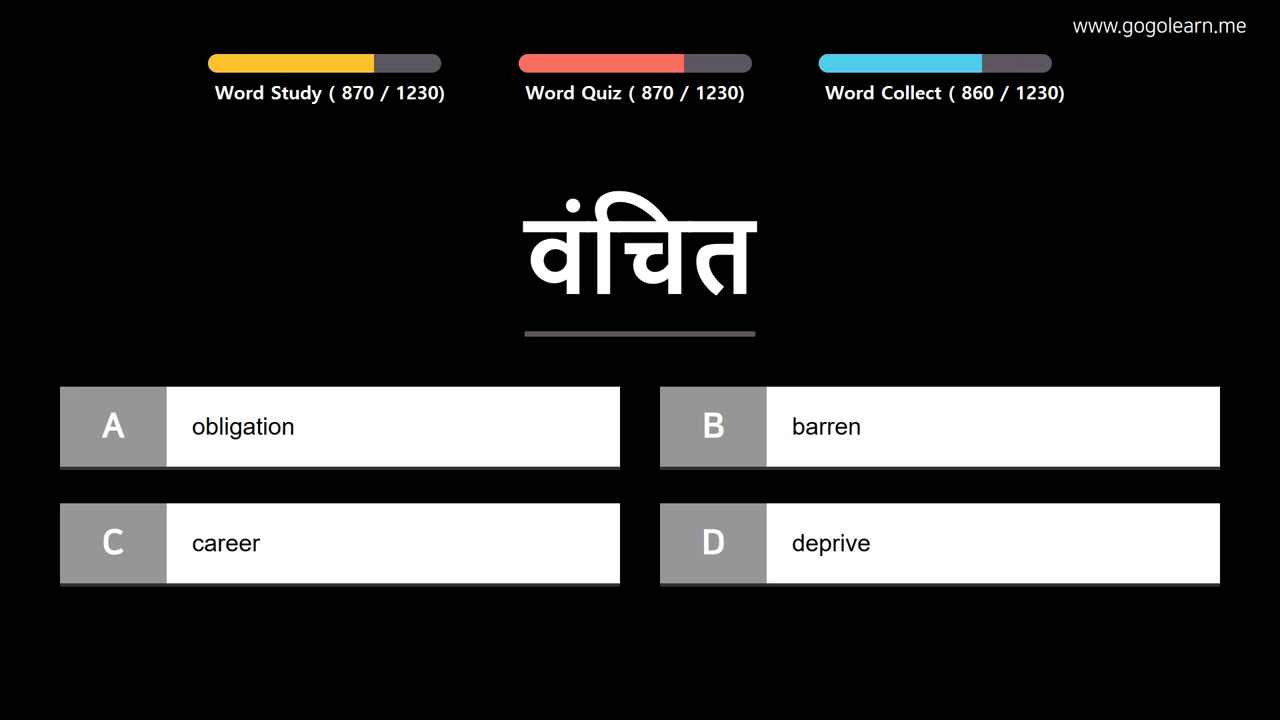 www.gogolearn.me
Word Study ( 870 / 1230) Word Quiz ( 870 / 1230) Word Collect ( 860 / 1230)
वंचित
A obligation B barren
C career D deprive